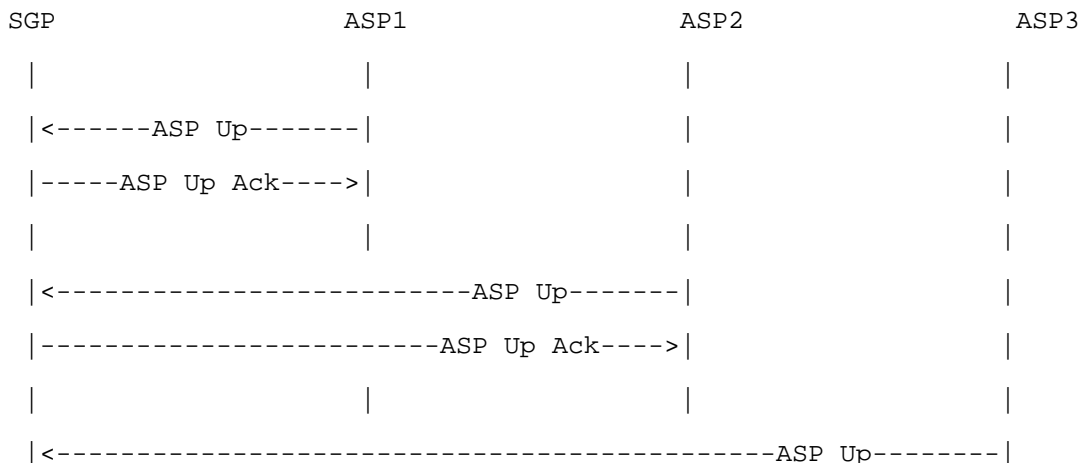 SGP                 ASP1                 ASP2                 ASP3
 |                    |                   |                   |
 |<------ASP Up-------|                   |                   |
 |-----ASP Up Ack---->|                   |                   |
 |                    |                   |                   |
 |<--------------------------ASP Up-------|                   |
 |-------------------------ASP Up Ack---->|                   |
 |                    |                   |                   |
 |<---------------------------------------------ASP Up--------|